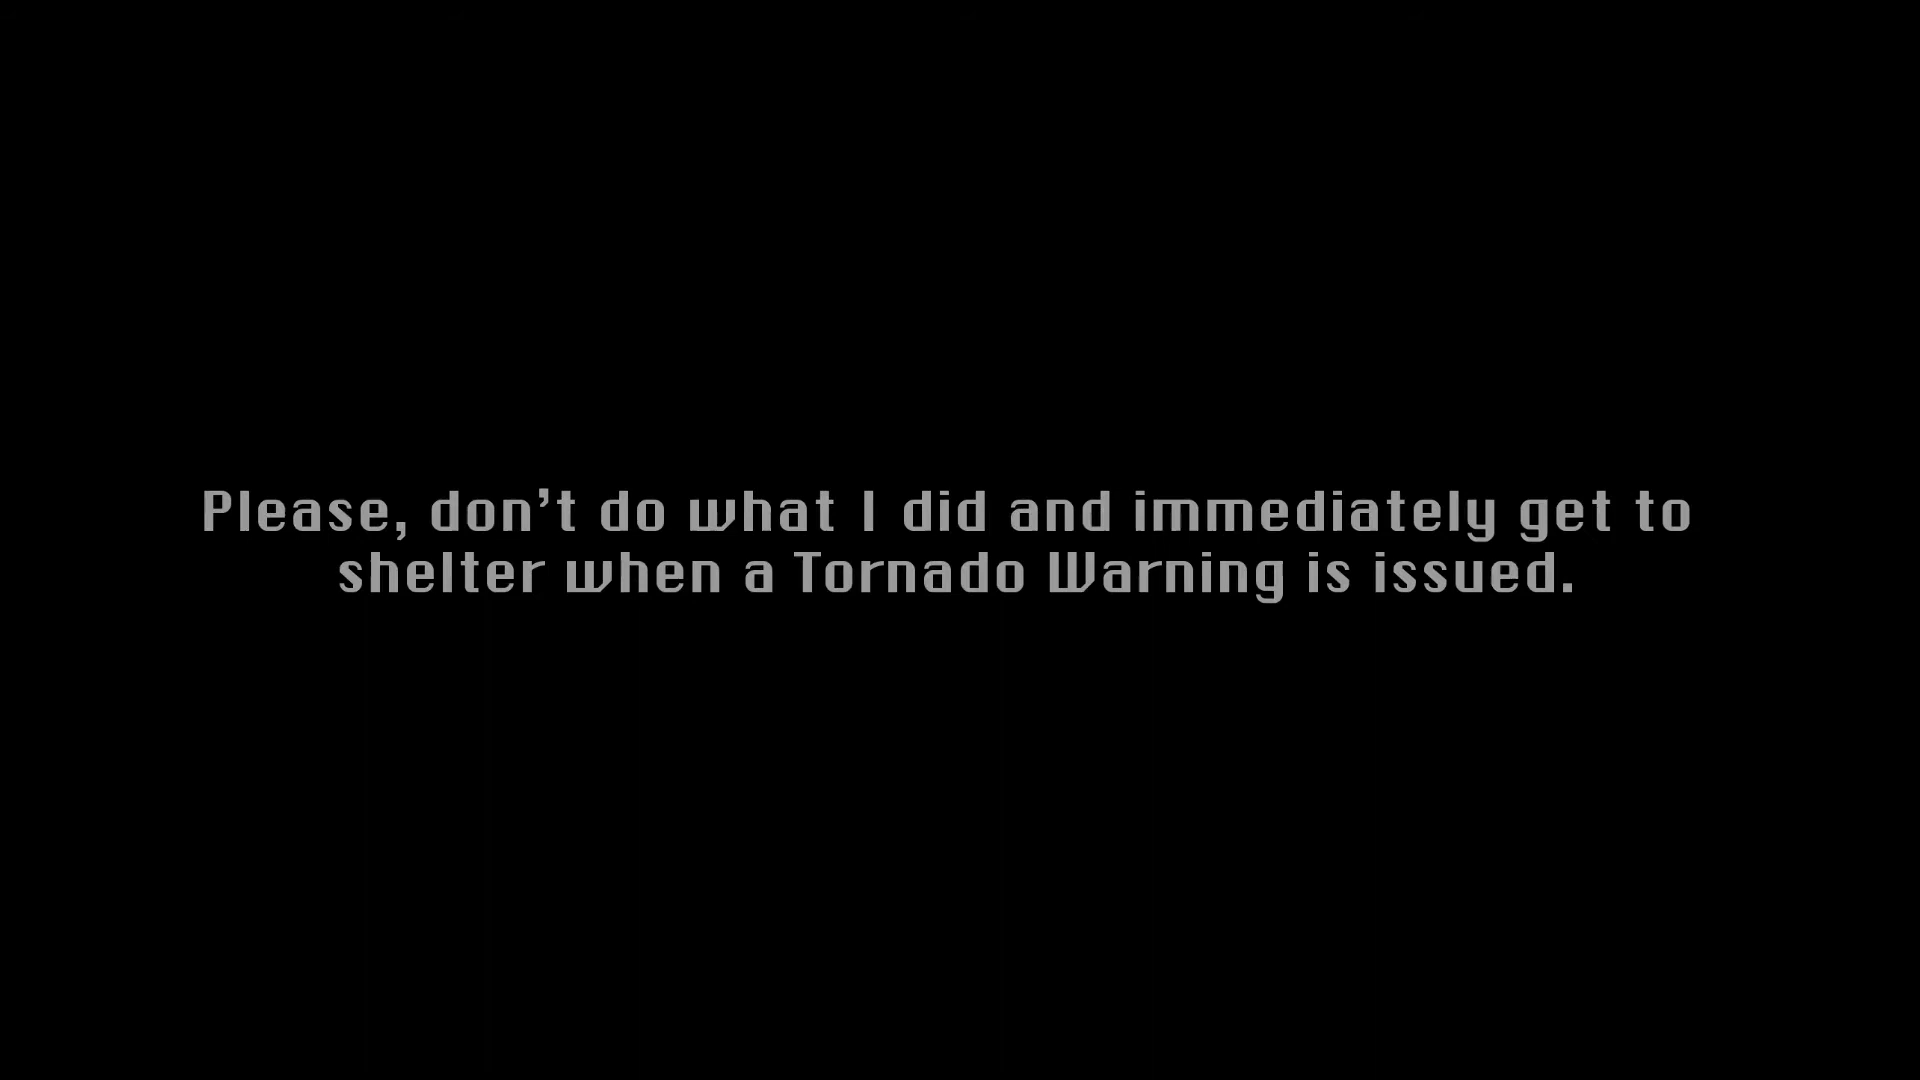 Please, don’t do what I did and immediately get to
shelter when a Tornado Warning is issued.